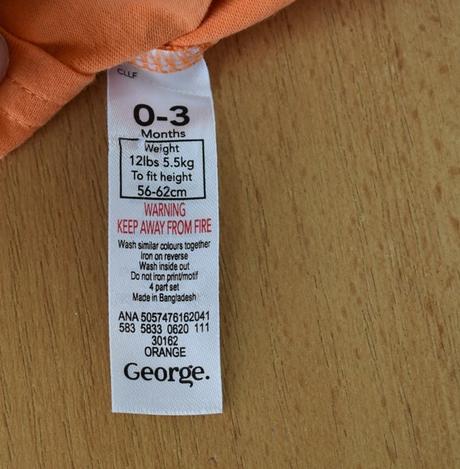 CLLF
0-3
Months
Weight
12lbs 5.5kg
To fit height
56-62cm
WARNING
KEEP AWAY FROM FIRE
Wash similar colours together
Iron on reverse
Wash inside out
Do not iron print/motif
4 part set
Made in Bangladesh
ANA 5057476162041
583 5833 0620 111
30162
ORANGE
George.